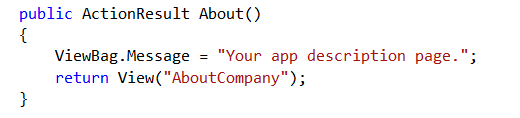 public ActionResult About()
{
    ViewBag.Message = "Your app description page.";
    return View("AboutCompany");
}